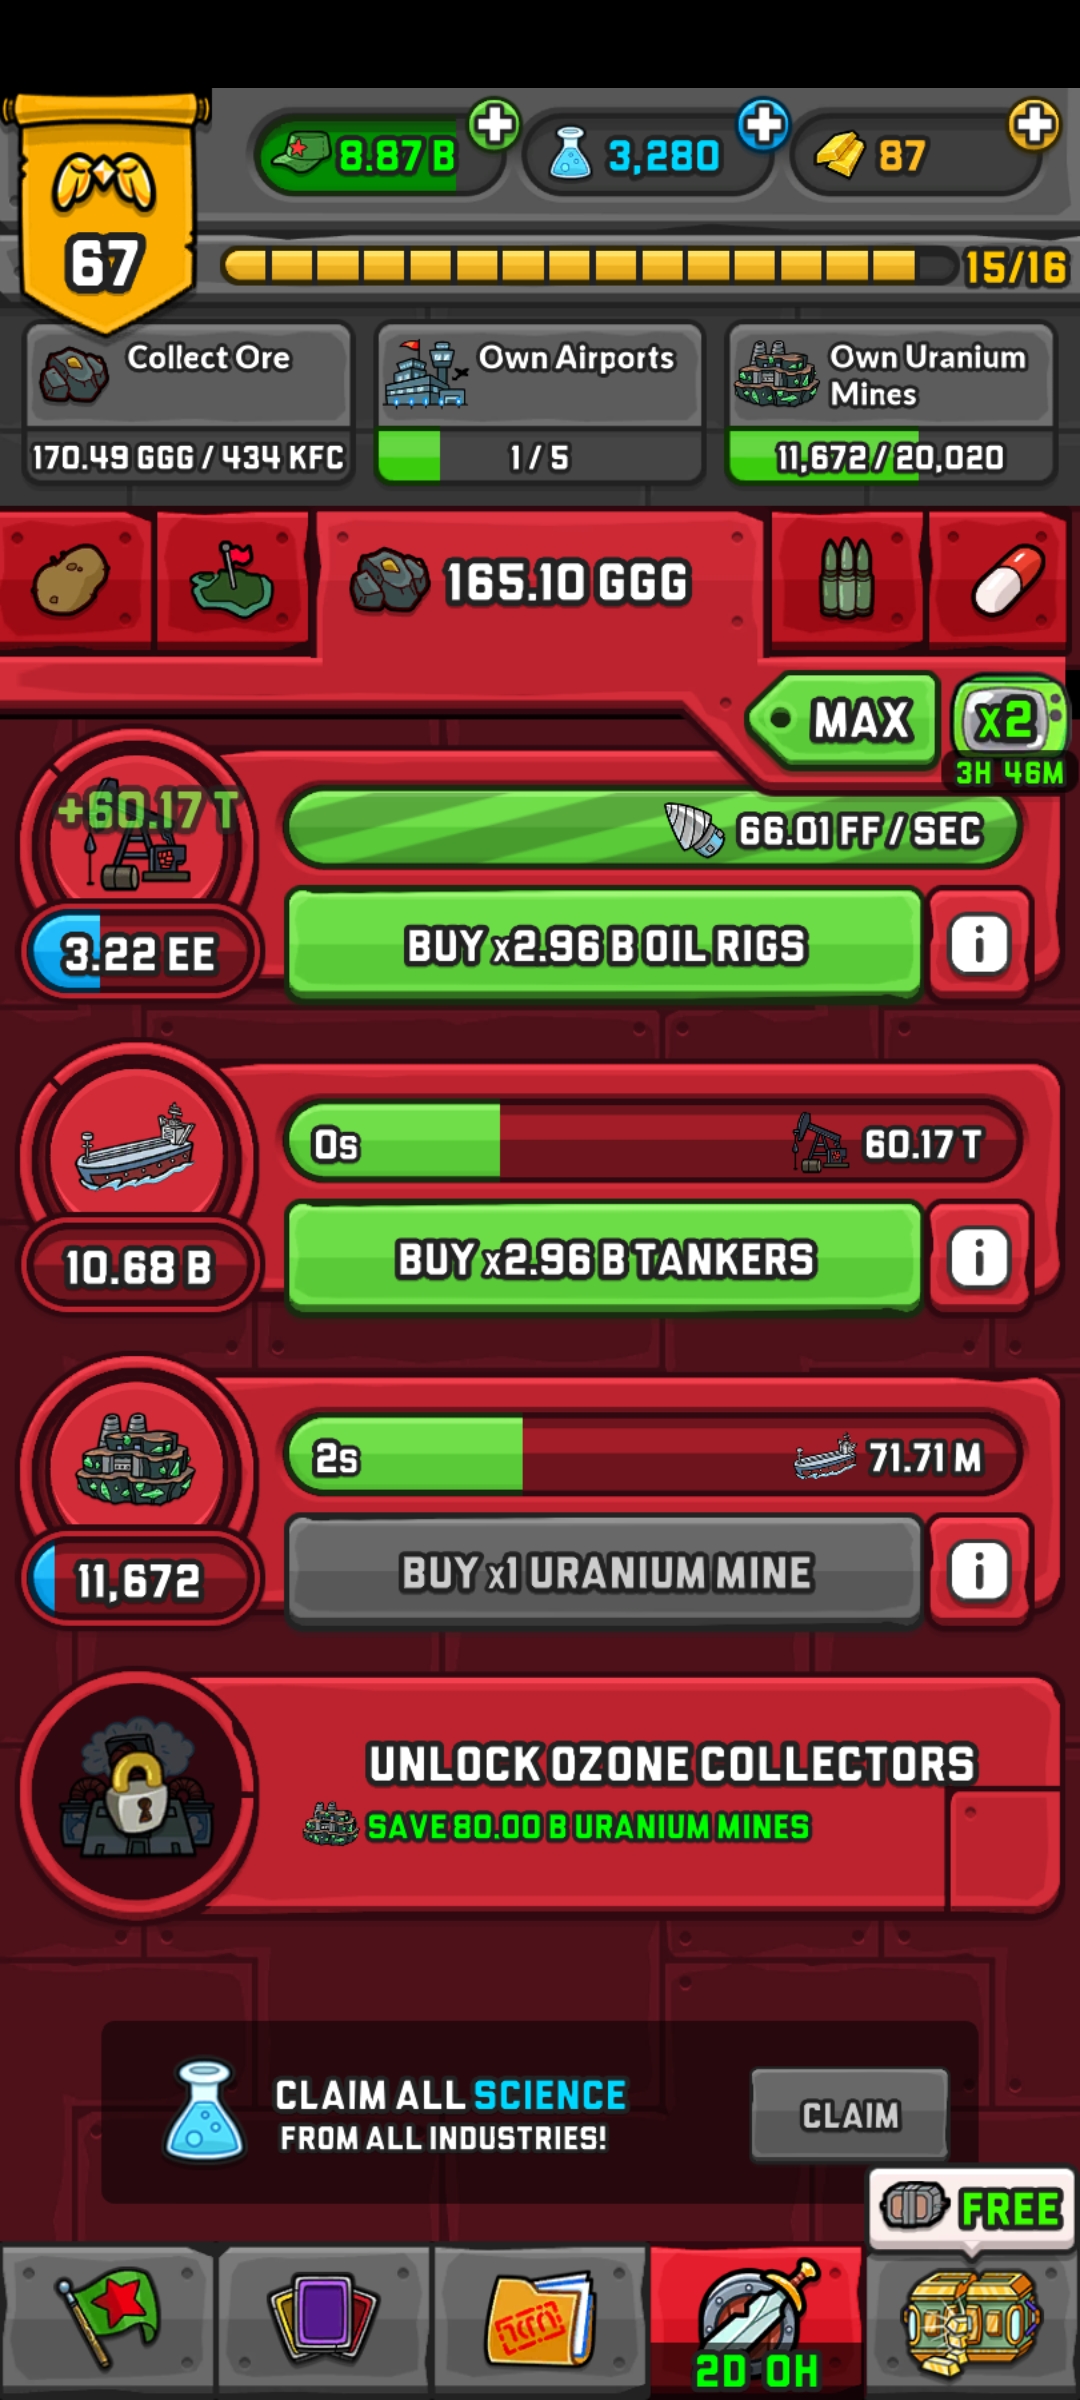 8.87 B
3,280
87
67
15/16
Collect Ore
170.49 GGG / 434 KFC
Own Airports
1 / 5
Own Uranium
Mines
11,672 / 20,020
165.10 GGG
MAX
x2
3H 46M
+60.17 T
66.01 FF / SEC
3.22 EE
BUY x2.96 B OIL RIGS
i
0s
60.17 T
10.68 B
BUY x2.96 B TANKERS
i
2s
71.71 M
11,672
BUY x1 URANIUM MINE
i
UNLOCK OZONE COLLECTORS
SAVE 80.00 B URANIUM MINES
CLAIM ALL SCIENCE
FROM ALL INDUSTRIES!
CLAIM
FREE
2D 0H